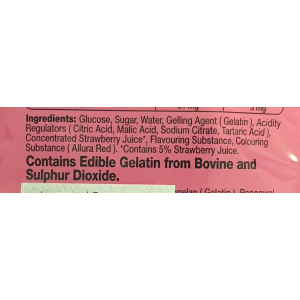 Ingredients: Glucose, Sugar, Water, Gelling Agent ( Gelatin ), Acidity
Regulators ( Citric Acid, Malic Acid, Sodium Citrate, Tartaric Acid ),
Concentrated Strawberry Juice*, Flavouring Substance, Colouring
Substance ( Allura Red ). *Contains 5% Strawberry Juice.
Contains Edible Gelatin from Bovine and
Sulphur Dioxide.
( Gelatin ),